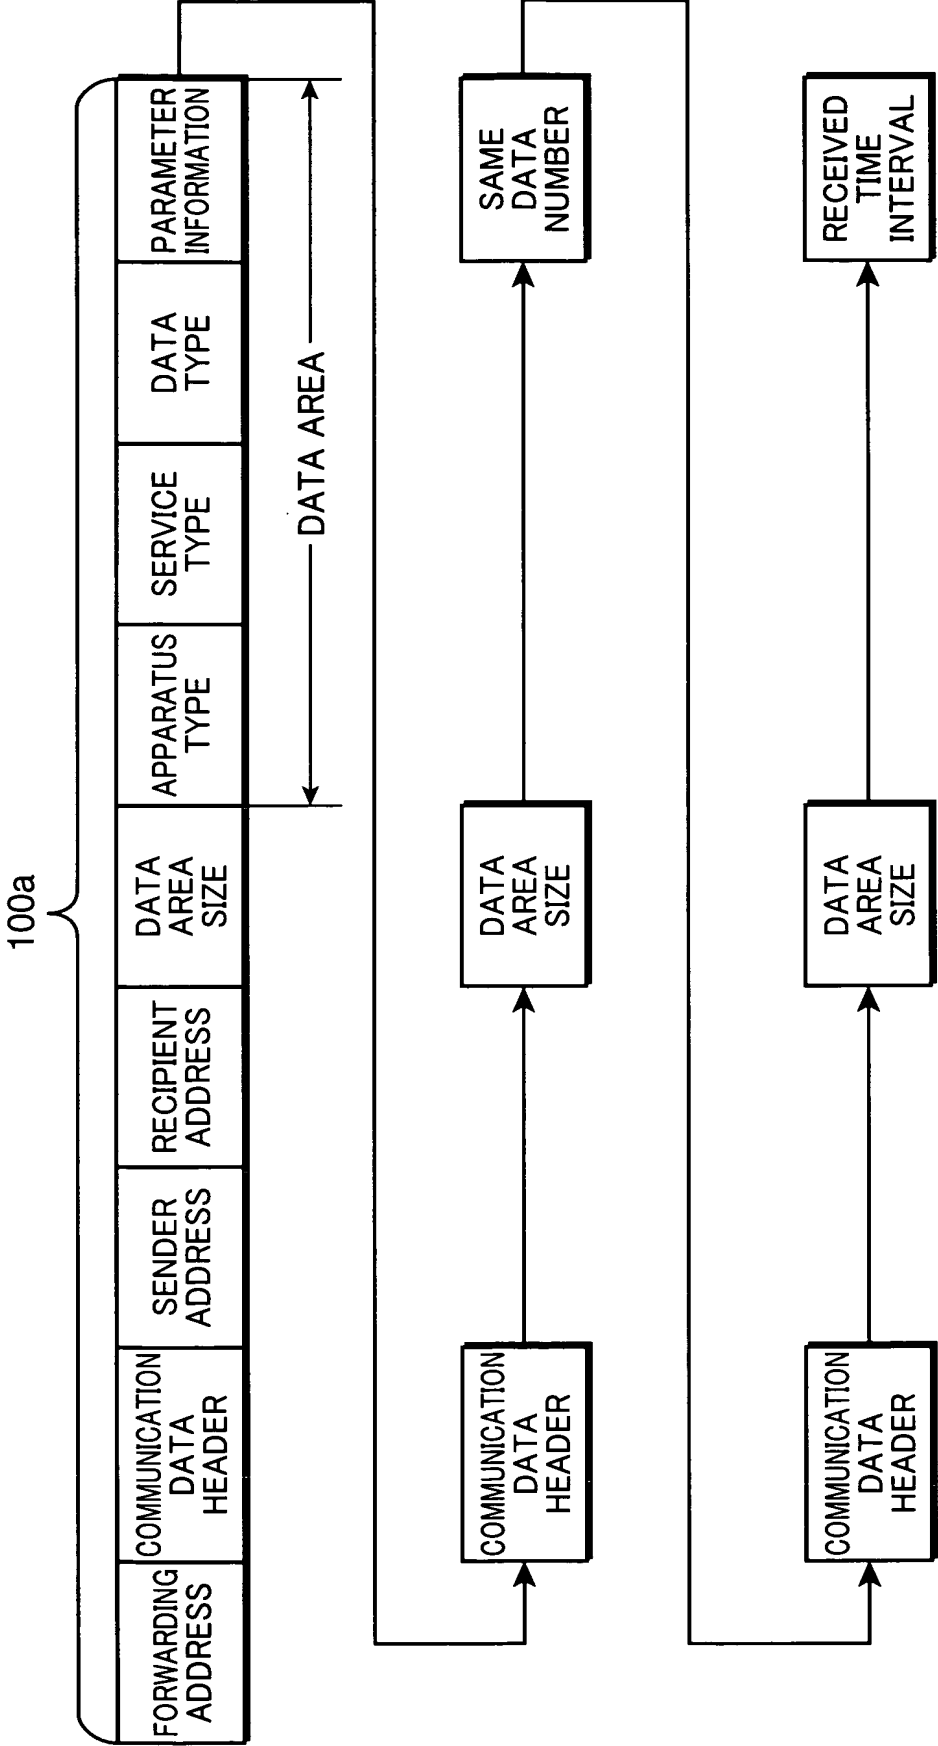 100a
FORWARDING
ADDRESS
COMMUNICATION
DATA
HEADER
SENDER
ADDRESS
RECIPIENT
ADDRESS
DATA
AREA
SIZE
APPARATUS
TYPE
SERVICE
TYPE
DATA
TYPE
PARAMETER
INFORMATION
DATA AREA
COMMUNICATION
DATA
HEADER
DATA
AREA
SIZE
SAME
DATA
NUMBER
COMMUNICATION
DATA
HEADER
DATA
AREA
SIZE
RECEIVED
TIME
INTERVAL